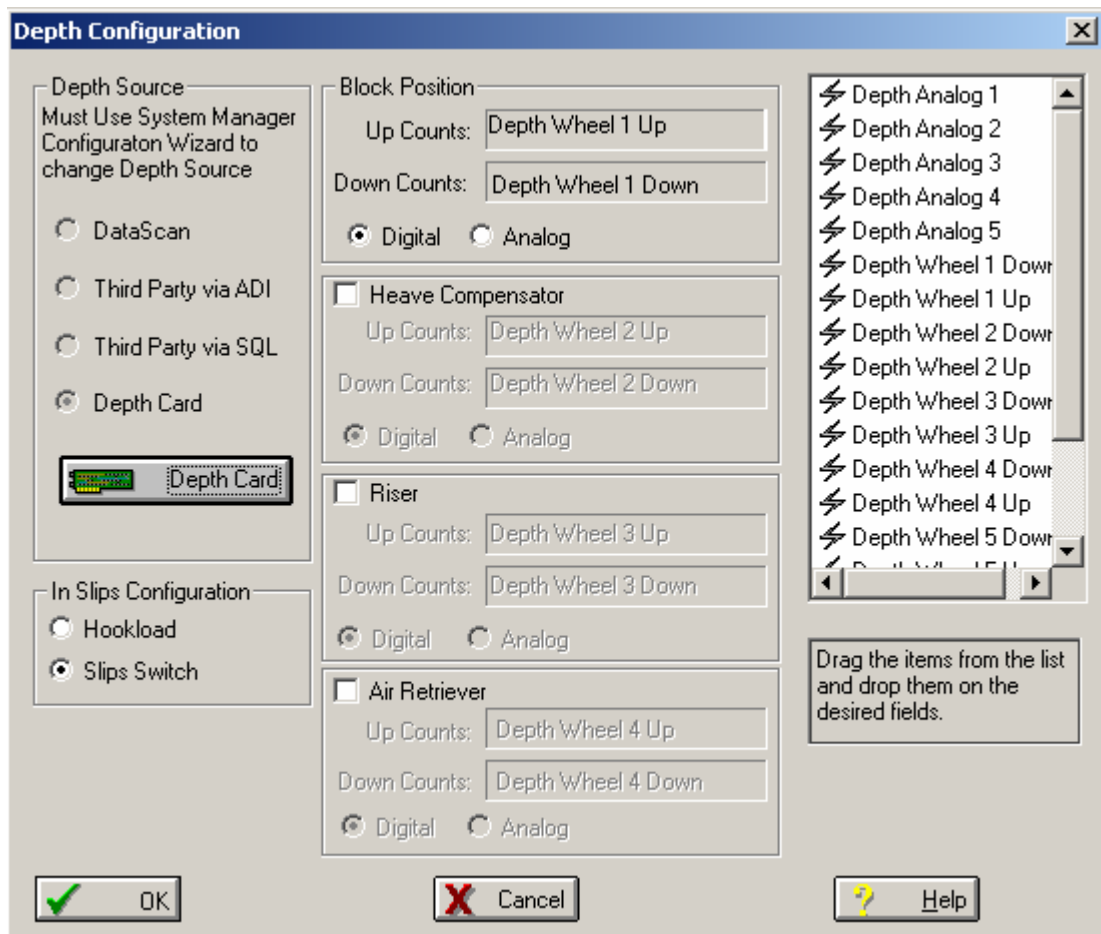 Depth Configuration
Depth Source
Must Use System Manager
Configuraton Wizard to
change Depth Source
DataScan
Third Party via ADI
Third Party via SQL
Depth Card
Depth Card
In Slips Configuration
Hookload
Slips Switch
Block Position
Up Counts: Depth Wheel 1 Up
Down Counts: Depth Wheel 1 Down
Digital Analog
Heave Compensator
Up Counts: Depth Wheel 2 Up
Down Counts: Depth Wheel 2 Down
Digital Analog
Riser
Up Counts: Depth Wheel 3 Up
Down Counts: Depth Wheel 3 Down
Digital Analog
Air Retriever
Up Counts: Depth Wheel 4 Up
Down Counts: Depth Wheel 4 Down
Digital Analog
Depth Analog 1
Depth Analog 2
Depth Analog 3
Depth Analog 4
Depth Analog 5
Depth Wheel 1 Down
Depth Wheel 1 Up
Depth Wheel 2 Down
Depth Wheel 2 Up
Depth Wheel 3 Down
Depth Wheel 3 Up
Depth Wheel 4 Down
Depth Wheel 4 Up
Depth Wheel 5 Down
Drag the items from the list
and drop them on the
desired fields.
OK
Cancel
Help